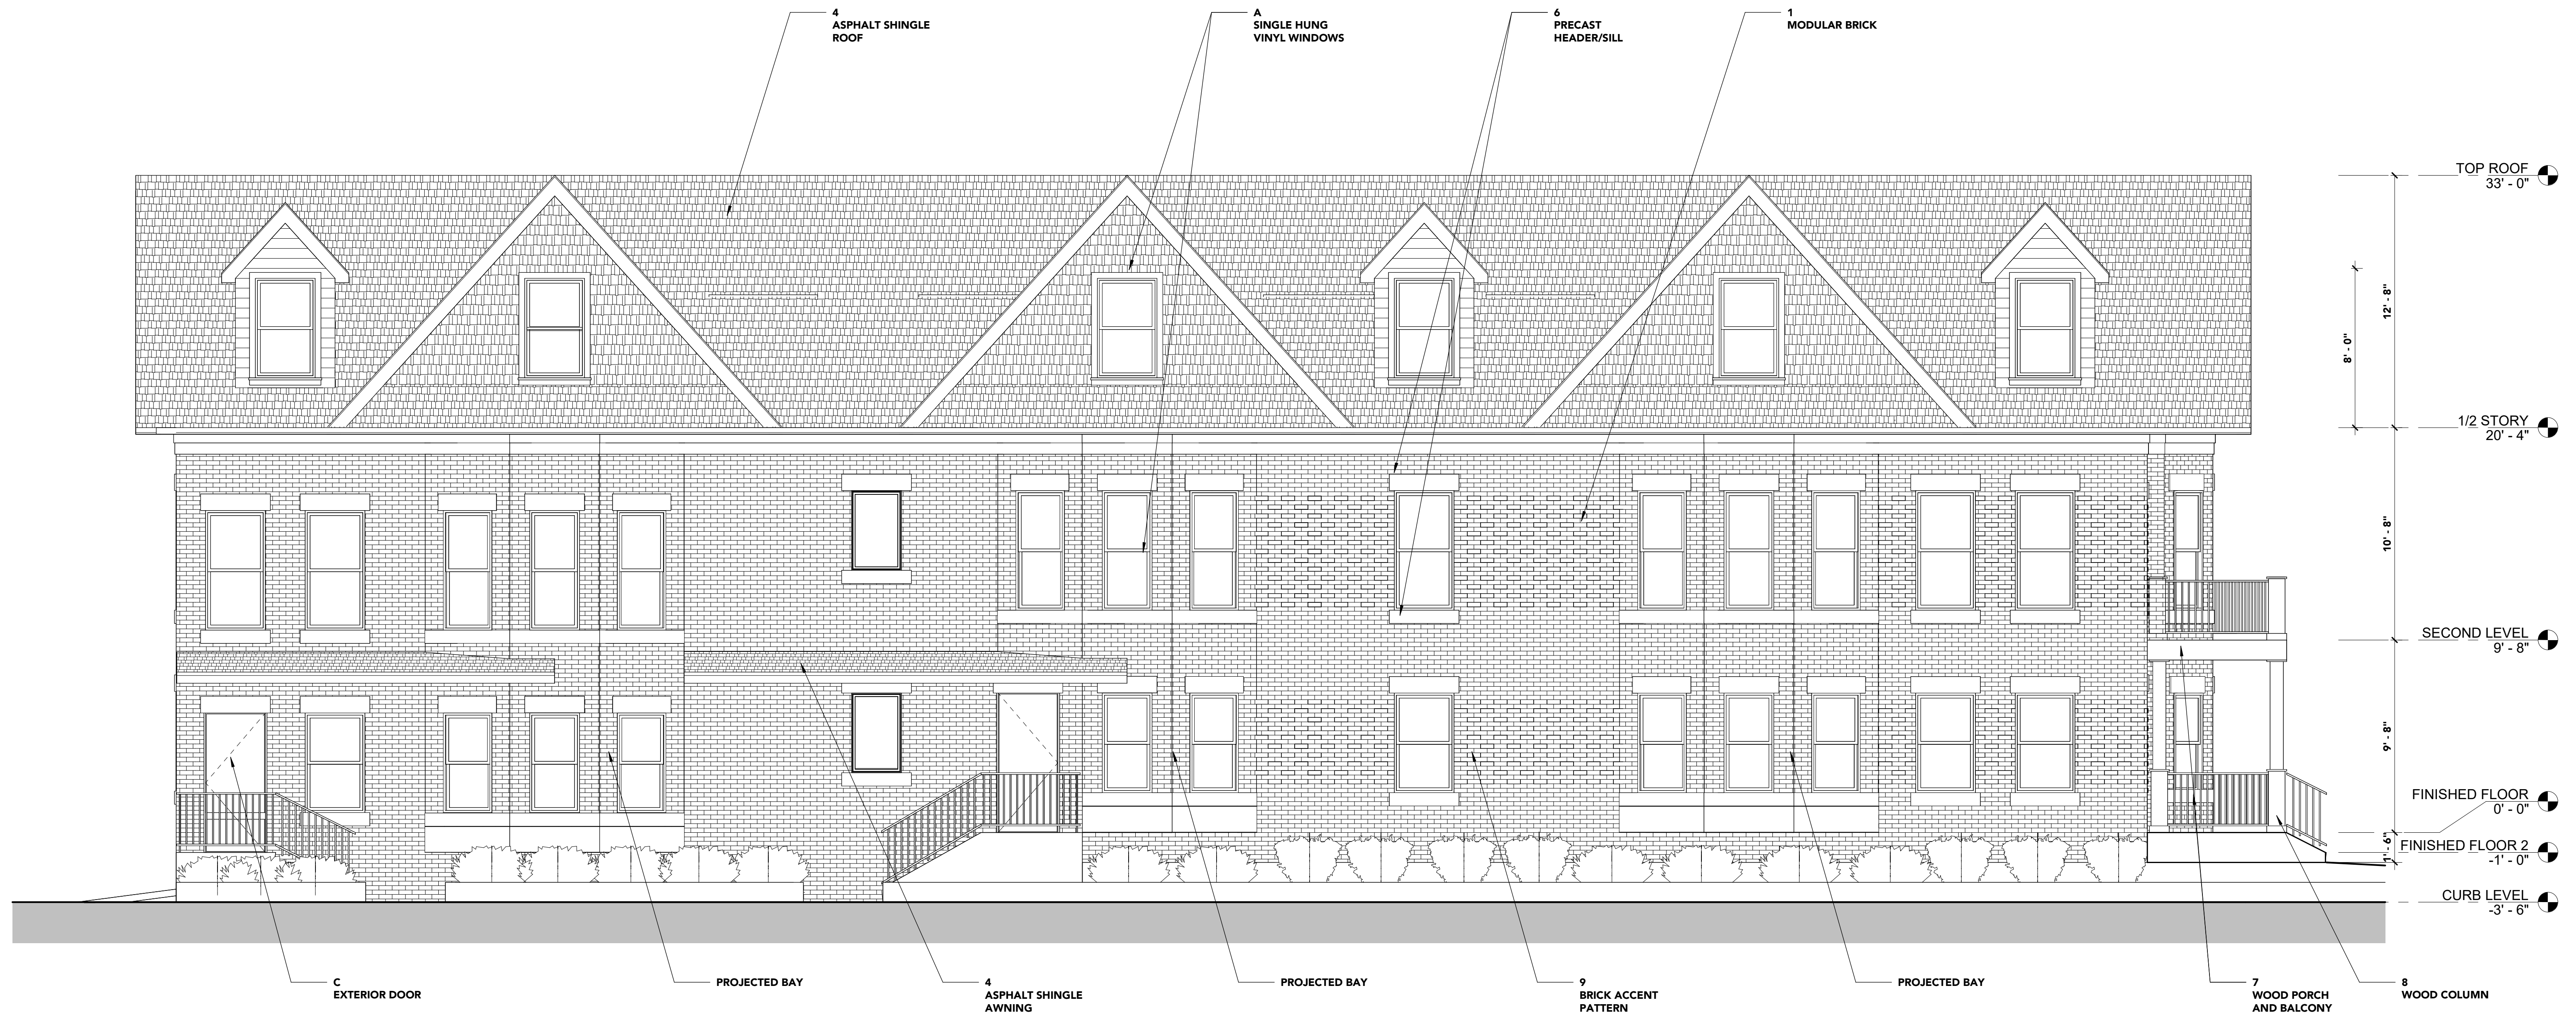 4
ASPHALT SHINGLE
ROOF
A
SINGLE HUNG
VINYL WINDOWS
6
PRECAST
HEADER/SILL
1
MODULAR BRICK
TOP ROOF
33' - 0"
12' - 8"
8' - 0"
1/2 STORY
20' - 4"
10' - 8"
SECOND LEVEL
9' - 8"
9' - 8"
FINISHED FLOOR
0' - 0"
1' - 6"
FINISHED FLOOR 2
-1' - 0"
CURB LEVEL
-3' - 6"
C
EXTERIOR DOOR
PROJECTED BAY
4
ASPHALT SHINGLE
AWNING
PROJECTED BAY
9
BRICK ACCENT
PATTERN
PROJECTED BAY
7
WOOD PORCH
AND BALCONY
8
WOOD COLUMN